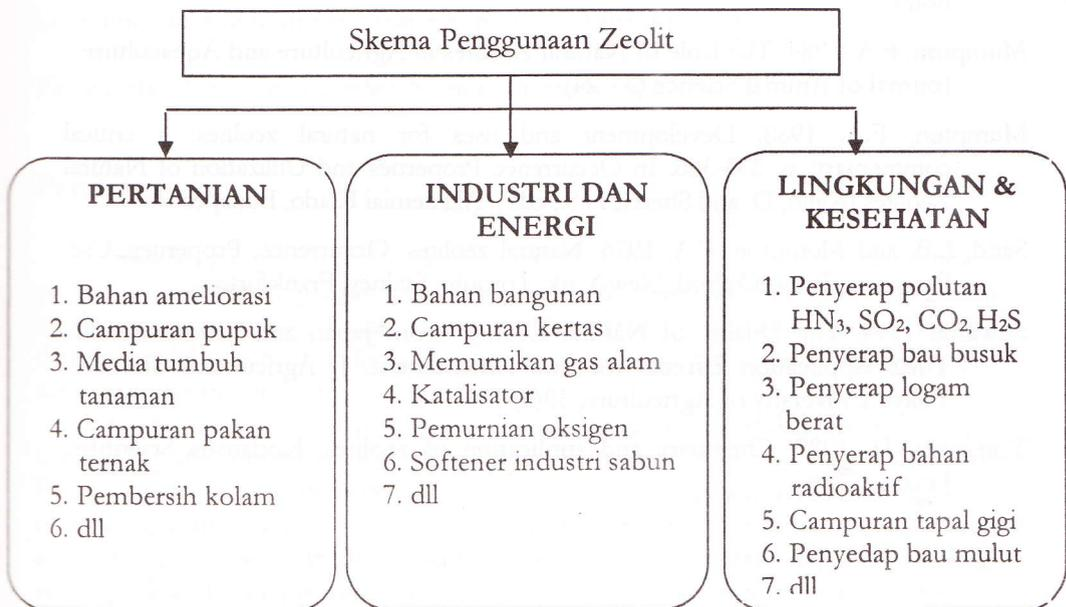 Skema Penggunaan Zeolit
PERTANIAN
1. Bahan ameliorasi
2. Campuran pupuk
3. Media tumbuh
tanaman
4. Campuran pakan
ternak
5. Pembersih kolam
6. dll
INDUSTRI DAN
ENERGI
1. Bahan bangunan
2. Campuran kertas
3. Memurnikan gas alam
4. Katalisator
5. Pemurnian oksigen
6. Softener industri sabun
7. dll
LINGKUNGAN &
KESEHATAN
1. Penyerap polutan
HN₃, SO₂, CO₂, H₂S
2. Penyerap bau busuk
3. Penyerap logam
berat
4. Penyerap bahan
radioaktif
5. Campuran tapal gigi
6. Penyedap bau mulut
7. dll